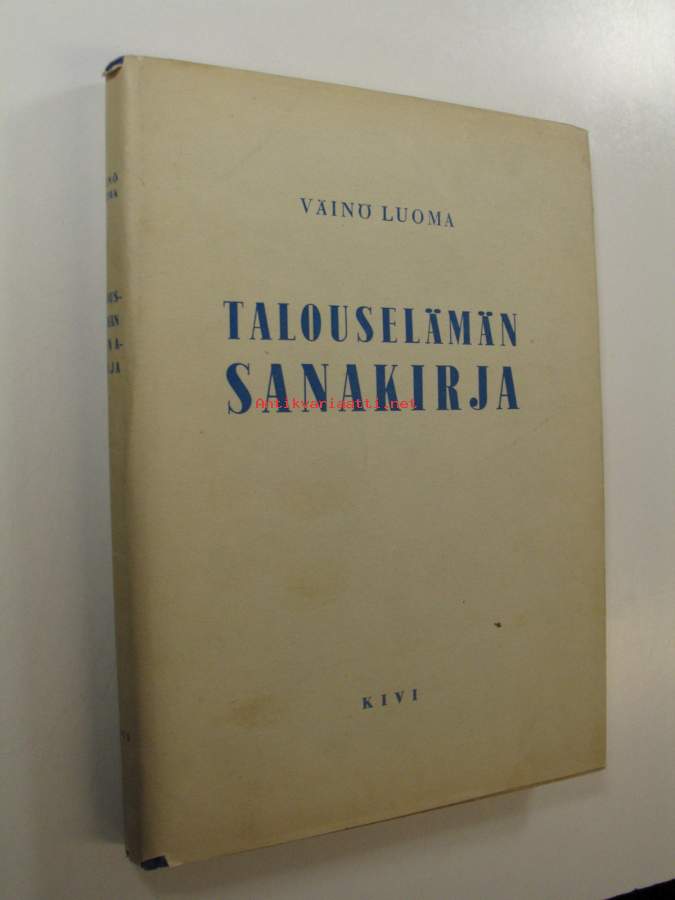 VÄINÖ LUOMA
TALOUSELÄMÄN
SANAKIRJA
Antikvariaatti.net
KIVI